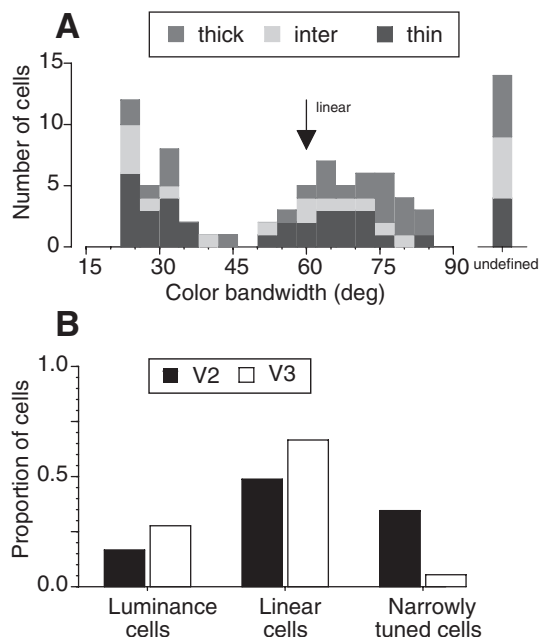 A
thick inter thin
15
10
5
0
Number of cells
linear
15 30 45 60 75 90 undefined
Color bandwidth (deg)
B
V2 V3
1.0
0.5
0.0
Proportion of cells
Luminance cells
Linear cells
Narrowly tuned cells